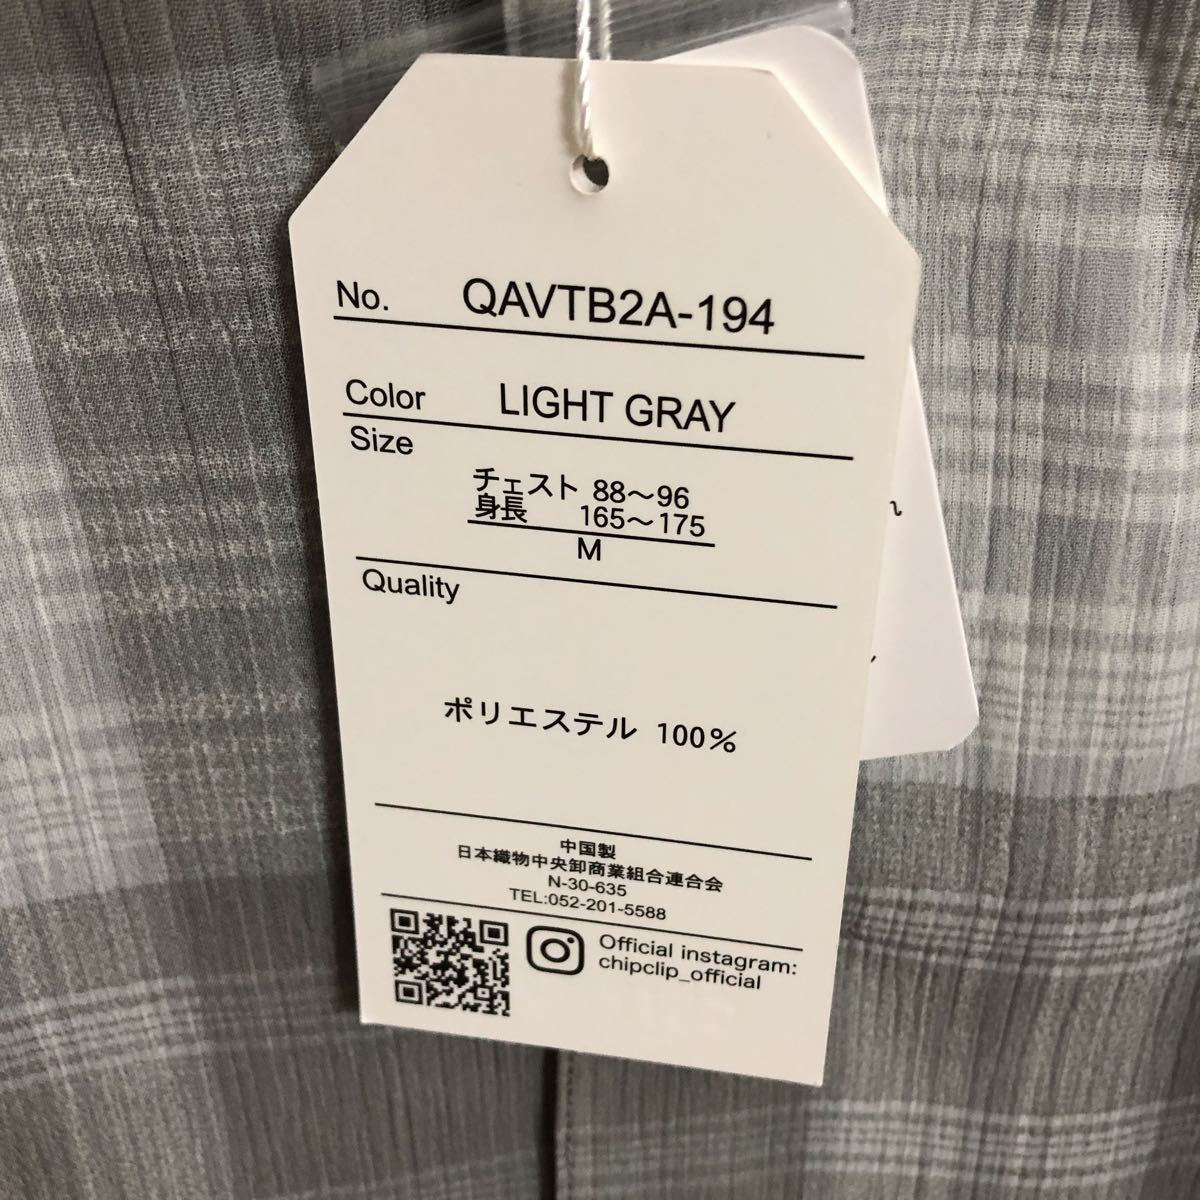 No. QAVTB2A-194
Color LIGHT GRAY
Size
チェスト 88～96
身長 165～175
M
Quality
ポリエステル 100%
中国製
日本織物中央卸商業組合連合会
N-30-635
TEL:052-201-5588
Official instagram:
chipclip_official